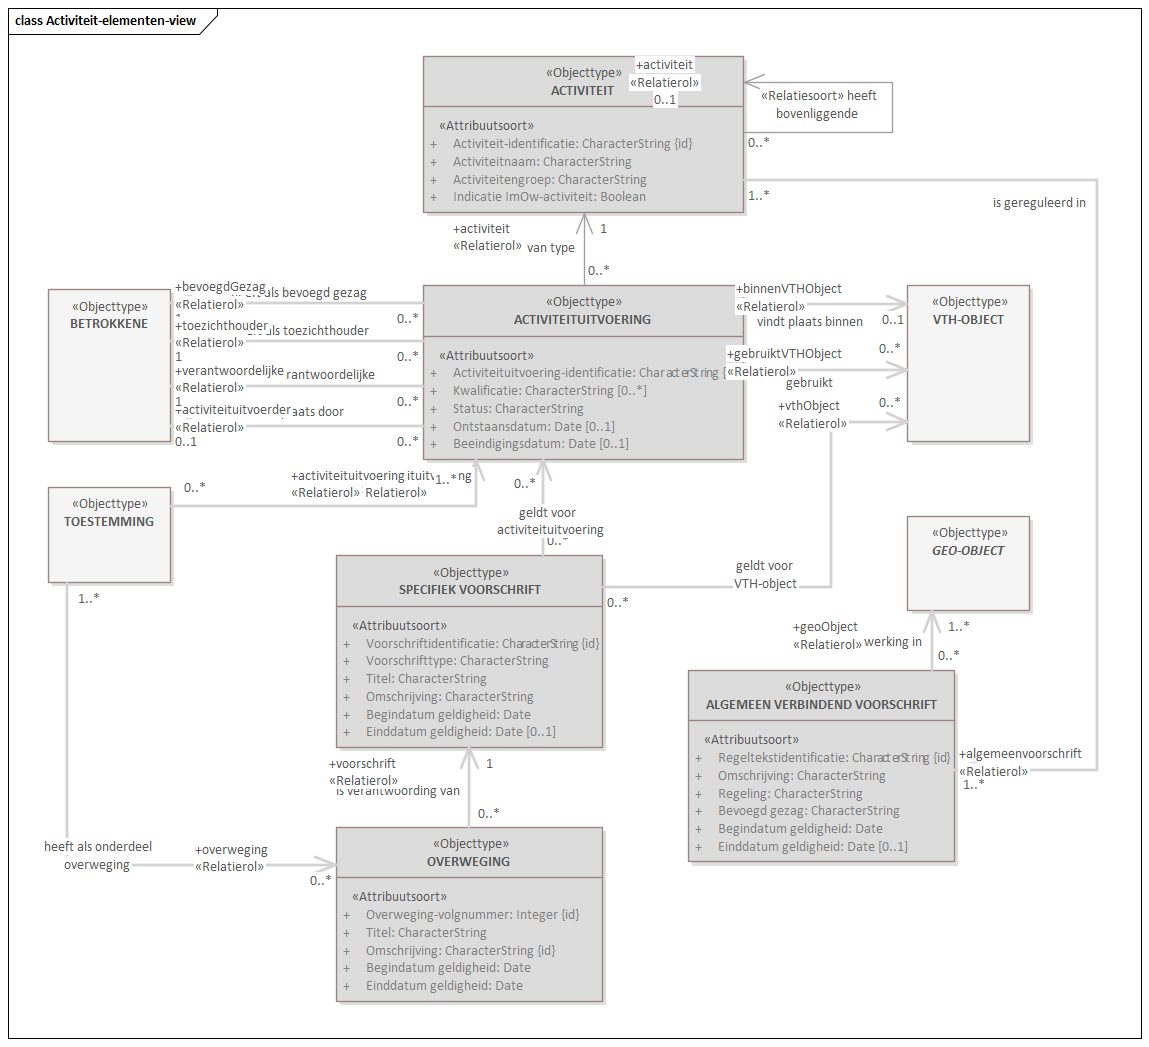 class Activiteit-elementen-view
«Objecttype»
ACTIVITEIT
+activiteit
«Relatierol»
0..1
«Attribuutsoort»
+ Activiteit-identificatie: CharacterString {id}
+ Activiteitnaam: CharacterString
+ Activiteitengroep: CharacterString
+ Indicatie ImOw-activiteit: Boolean
«Relatiesoort» heeft
bovenliggende
0..*
1..*
is gereguleerd in
+activiteit
«Relatierol»
1
van type
0..*
«Objecttype»
BETROKKENE
+bevoegdGezag
als bevoegd gezag
«Relatierol»
0..*
+toezichthouder
als toezichthouder
«Relatierol»
1
0..*
+verantwoordelijke
rantwoordelijke
«Relatierol»
1
0..*
activiteituitvoerder
aats door
«Relatierol»
0..1
0..*
«Objecttype»
ACTIVITEITUITVOERING
«Attribuutsoort»
+ Activiteituitvoering-identificatie: CharacterString {
+ Kwalificatie: CharacterString [0..*]
+ Status: CharacterString
+ Ontstaansdatum: Date [0..1]
+ Beeindigingsdatum: Date [0..1]
+binnenVTHObject
«Relatierol»
vindt plaats binnen
0..1
+gebruiktVTHObject
«Relatierol»
gebruikt
0..*
+vthObject
«Relatierol»
0..*
«Objecttype»
VTH-OBJECT
«Objecttype»
TOESTEMMING
0..*
+activiteituitvoering
«Relatierol»
Relatierol»
1..*
ng
1..*
0..*
geldt voor
activiteituitvoering
0..*
«Objecttype»
SPECIFIEK VOORSCHRIFT
«Attribuutsoort»
+ Voorschriftidentificatie: CharacterString {id}
+ Voorschrifttype: CharacterString
+ Titel: CharacterString
+ Omschrijving: CharacterString
+ Begindatum geldigheid: Date
+ Einddatum geldigheid: Date [0..1]
geldt voor
VTH-object
0..*
«Objecttype»
GEO-OBJECT
+geoObject
«Relatierol»
1..*
werking in
0..*
«Objecttype»
ALGEMEEN VERBINDEND VOORSCHRIFT
«Attribuutsoort»
+ Regeltekstidentificatie: CharacterString {id}
+ Omschrijving: CharacterString
+ Regeling: CharacterString
+ Bevoegd gezag: CharacterString
+ Begindatum geldigheid: Date
+ Einddatum geldigheid: Date [0..1]
+algemeenvoorschrift
«Relatierol»
1..*
+voorschrift
«Relatierol»
1
is verantwoording van
0..*
heeft als onderdeel
overweging
+overweging
«Relatierol»
0..*
«Objecttype»
OVERWEGING
«Attribuutsoort»
+ Overweging-volgnummer: Integer {id}
+ Titel: CharacterString
+ Omschrijving: CharacterString {id}
+ Begindatum geldigheid: Date
+ Einddatum geldigheid: Date